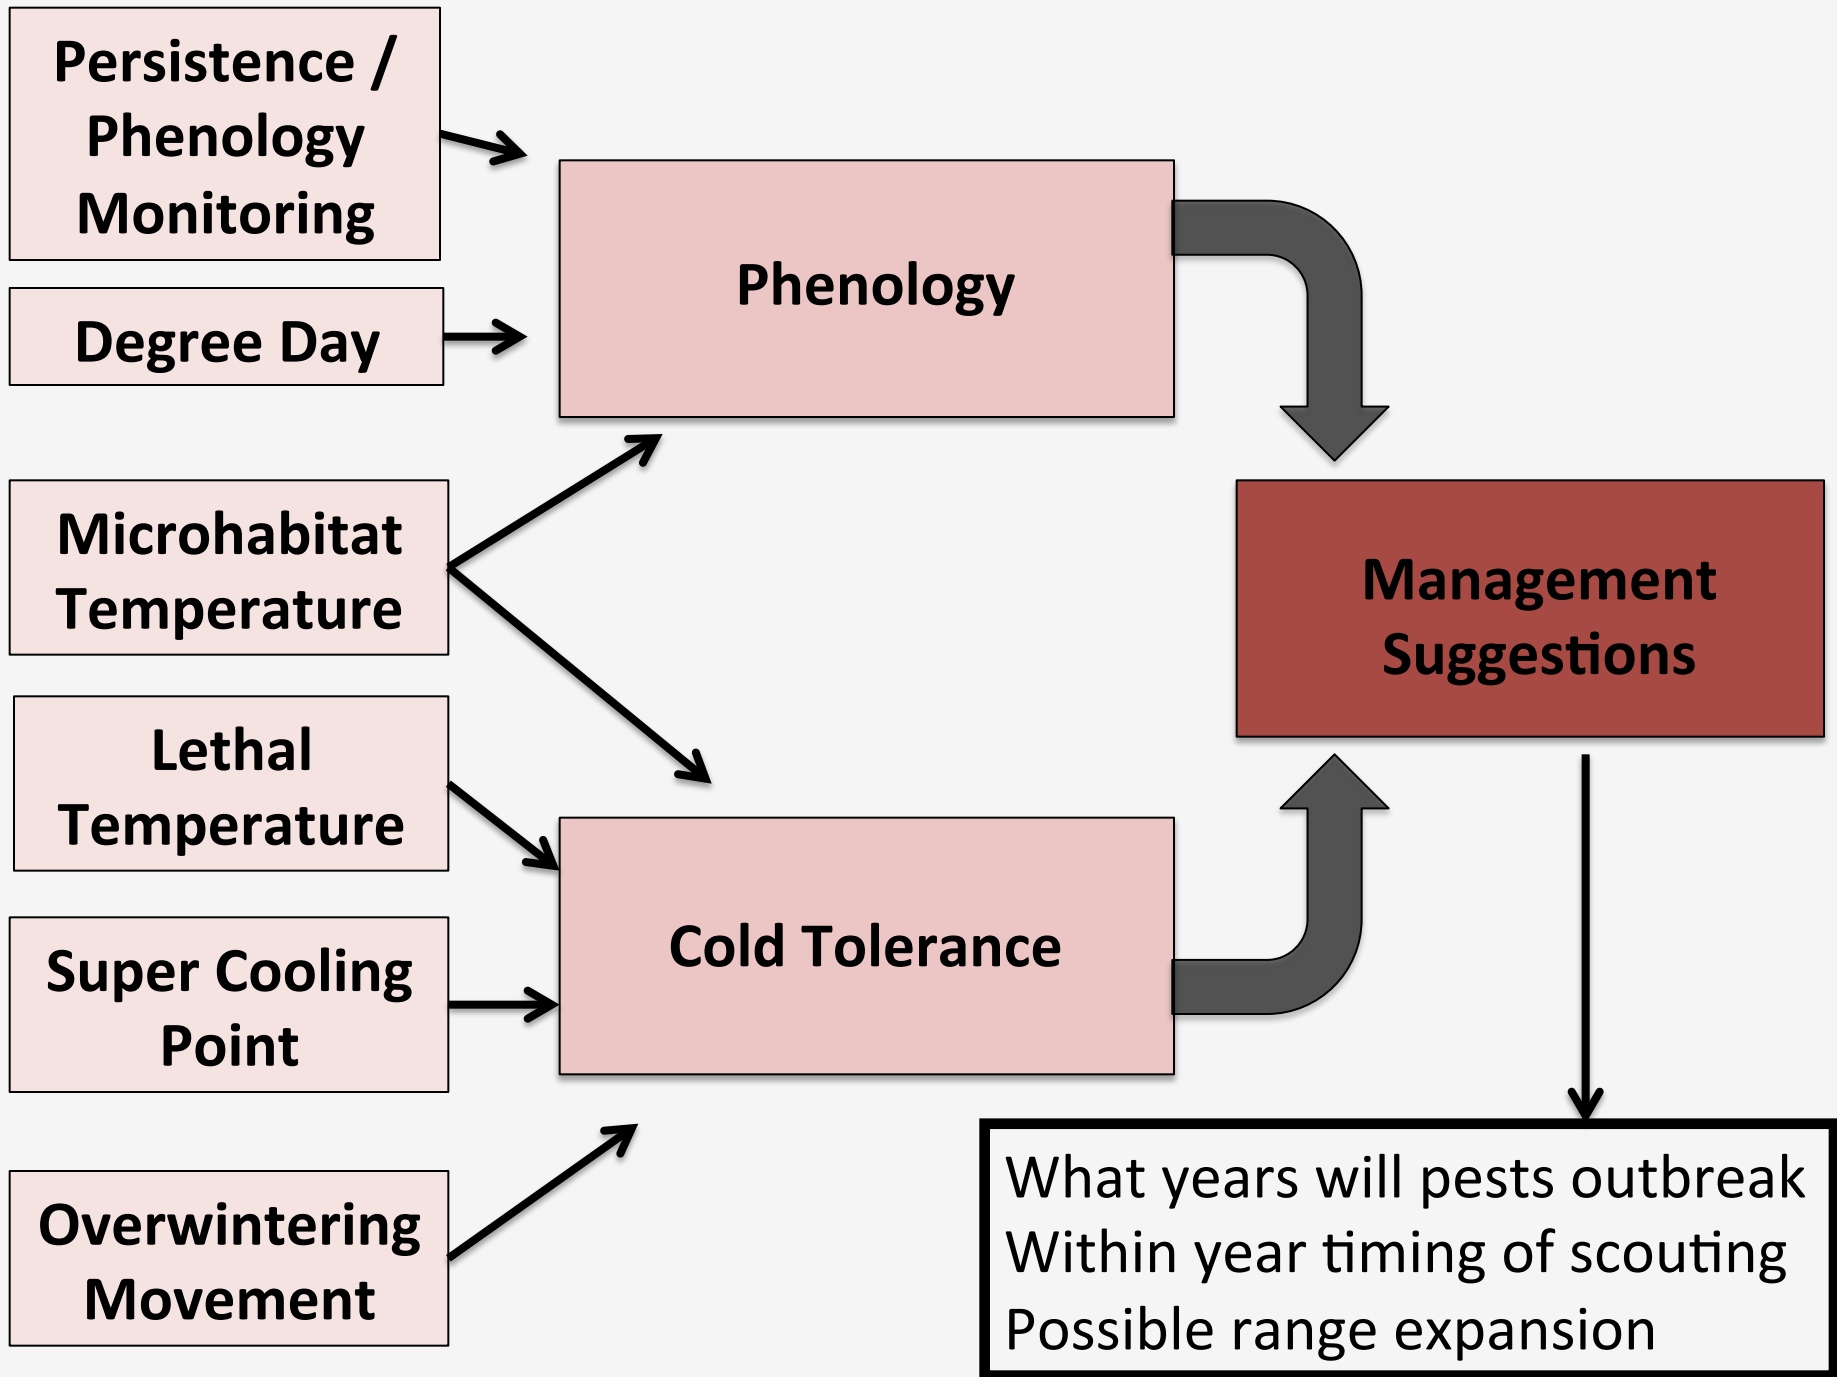 Persistence /
Phenology
Monitoring
Degree Day
Microhabitat
Temperature
Lethal
Temperature
Super Cooling
Point
Overwintering
Movement
Phenology
Cold Tolerance
Management
Suggestions
What years will pests outbreak
Within year timing of scouting
Possible range expansion